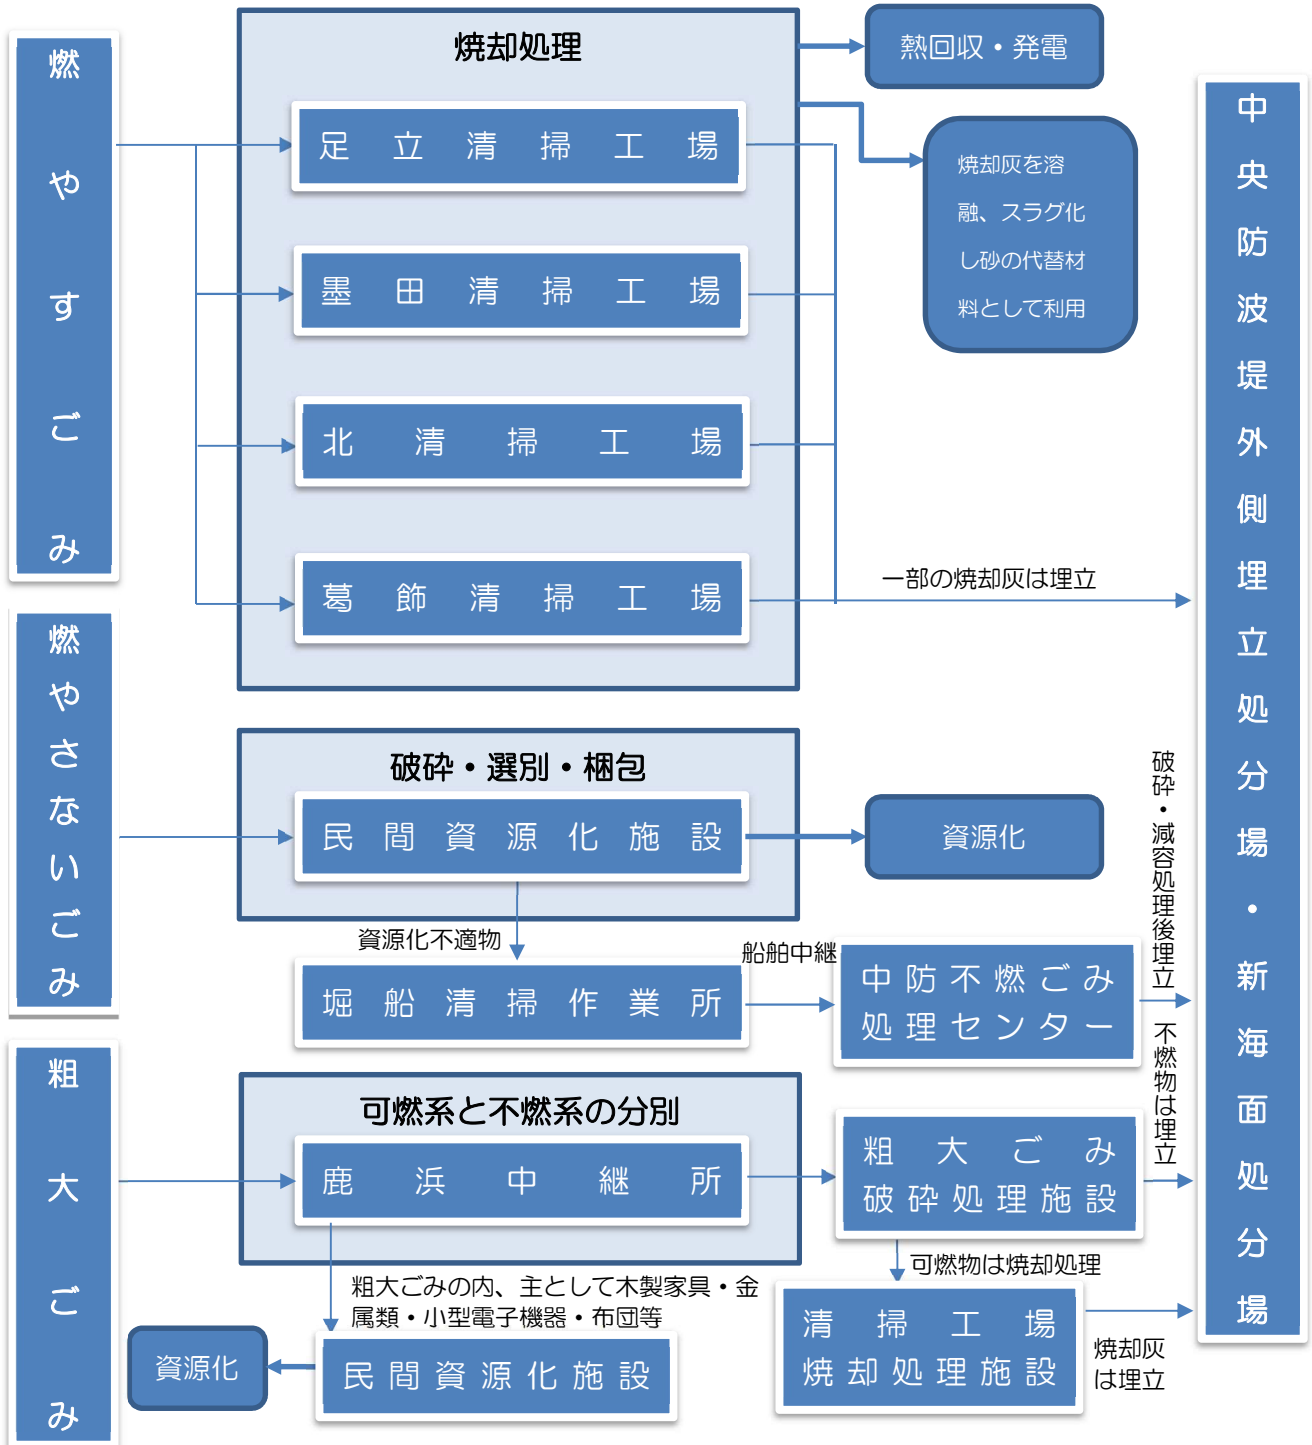 燃やすごみ
焼却処理
足立清掃工場
墨田清掃工場
北清掃工場
葛飾清掃工場
熱回収・発電
焼却灰を溶
融、スラグ化
し砂の代替材
料として利用
一部の焼却灰は埋立
中央防波堤外側埋立処分場・新海面処分場
燃やさないごみ
破砕・選別・梱包
民間資源化施設
資源化
資源化不適物
堀船清掃作業所
船舶中継
中防不燃ごみ
処理センター
破砕・減容処理後埋立
粗大ごみ
可燃系と不燃系の分別
鹿浜中継所
粗大ごみ
破砕処理施設
不燃物は埋立
可燃物は焼却処理
清掃工場
焼却処理施設
焼却灰
は埋立
粗大ごみの内、主として木製家具・金
属類・小型電子機器・布団等
民間資源化施設
資源化